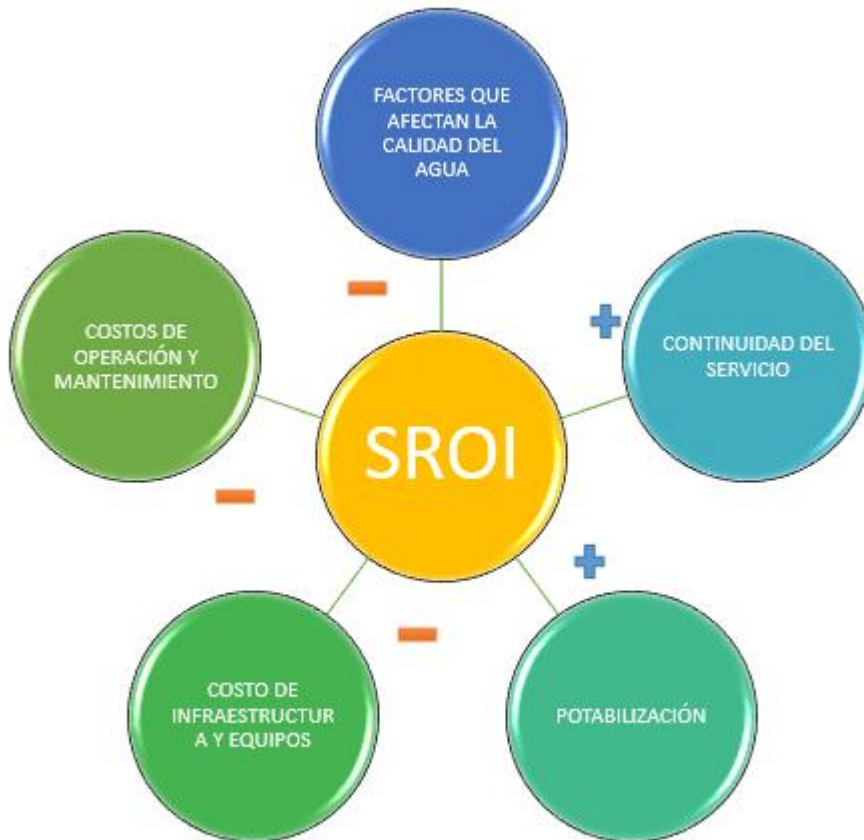 FACTORES QUE
AFECTAN LA
CALIDAD DEL
AGUA
CONTINUIDAD DEL
SERVICIO
POTABILIZACIÓN
COSTO DE
INFRAESTRUCTUR
A Y EQUIPOS
COSTOS DE
OPERACIÓN Y
MANTENIMIENTO
SROI